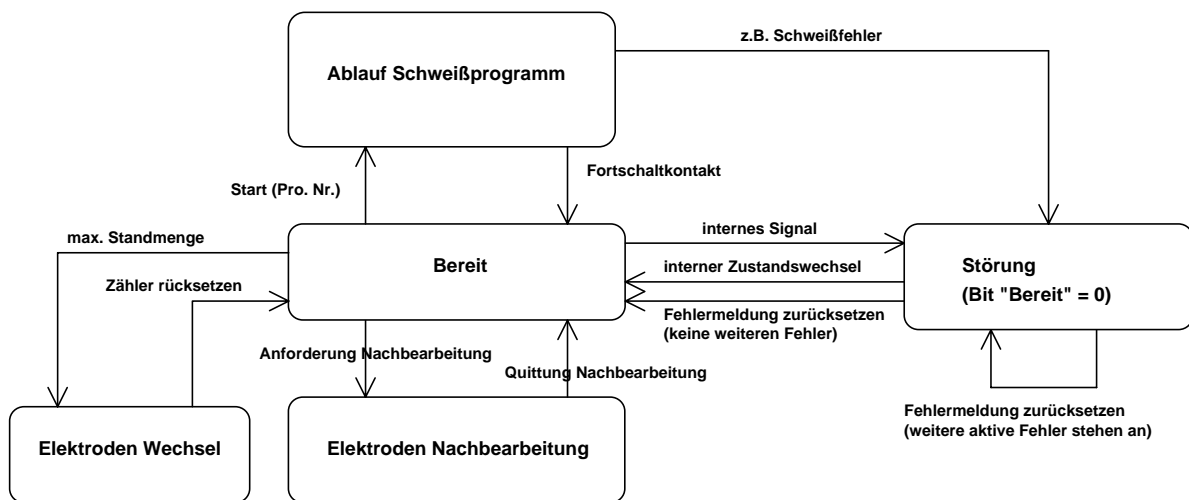 z.B. Schweißfehler
Ablauf Schweißprogramm
Fortschaltkontakt
Start (Pro. Nr.)
max. Standmenge
internes Signal
Bereit
interner Zustandswechsel
Störung
(Bit "Bereit" = 0)
Zähler rücksetzen
Fehlermeldung zurücksetzen
(keine weiteren Fehler)
Anforderung Nachbearbeitung
Quittung Nachbearbeitung
Fehlermeldung zurücksetzen
(weitere aktive Fehler stehen an)
Elektroden Wechsel
Elektroden Nachbearbeitung